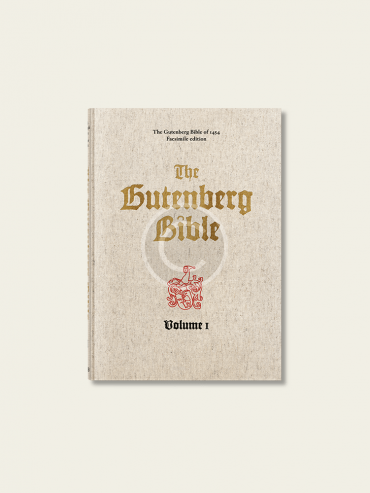 The Gutenberg Bible of 1454
Facsimile edition
The
Gutenberg
Bible
Volume 1